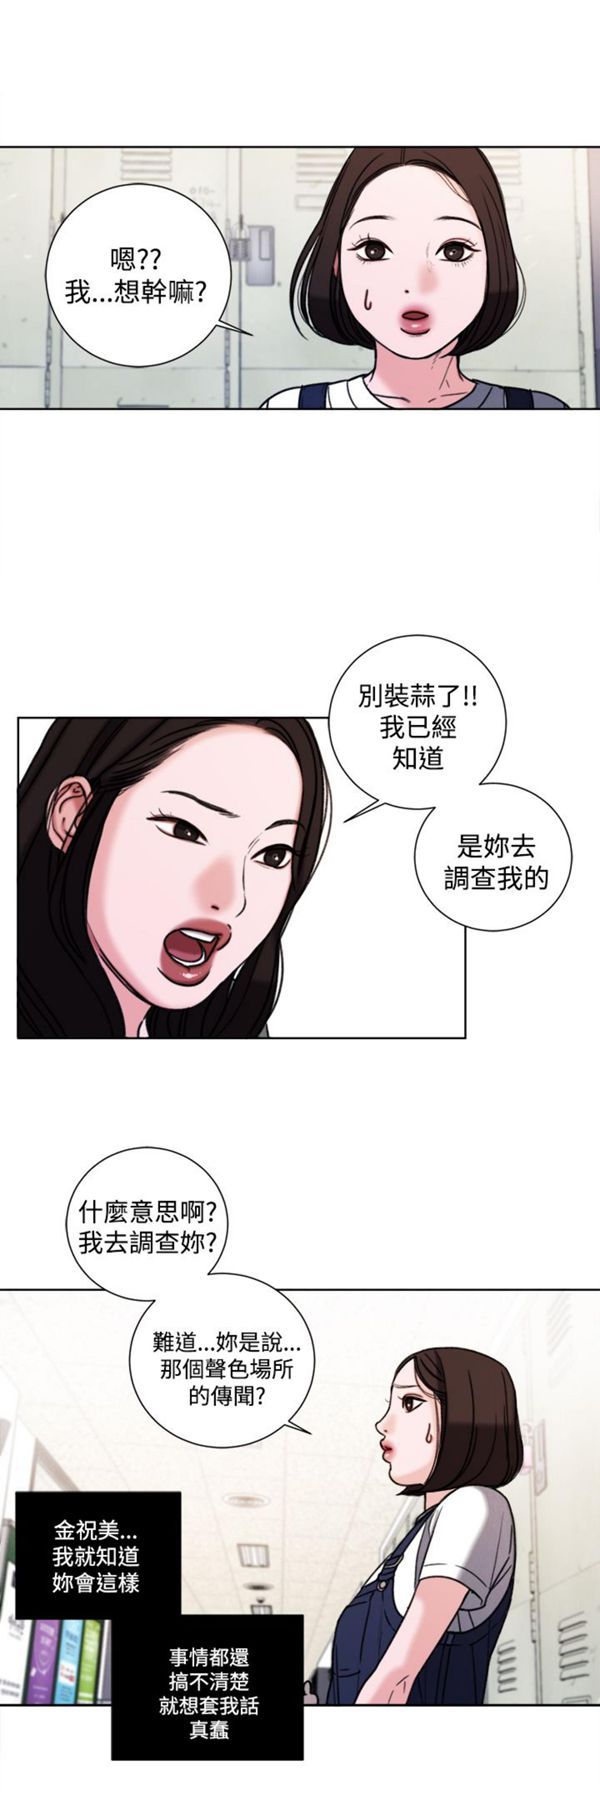 嗯??
我...想幹嘛?
別裝蒜了!!
我已經
知道
是妳去
調查我的
什麼意思啊?
我去調查妳?
難道...妳是說...
那個聲色場所
的傳聞?
金祝美...
我就知道
妳會這樣
事情都還
搞不清楚
就想套我話
真蠢